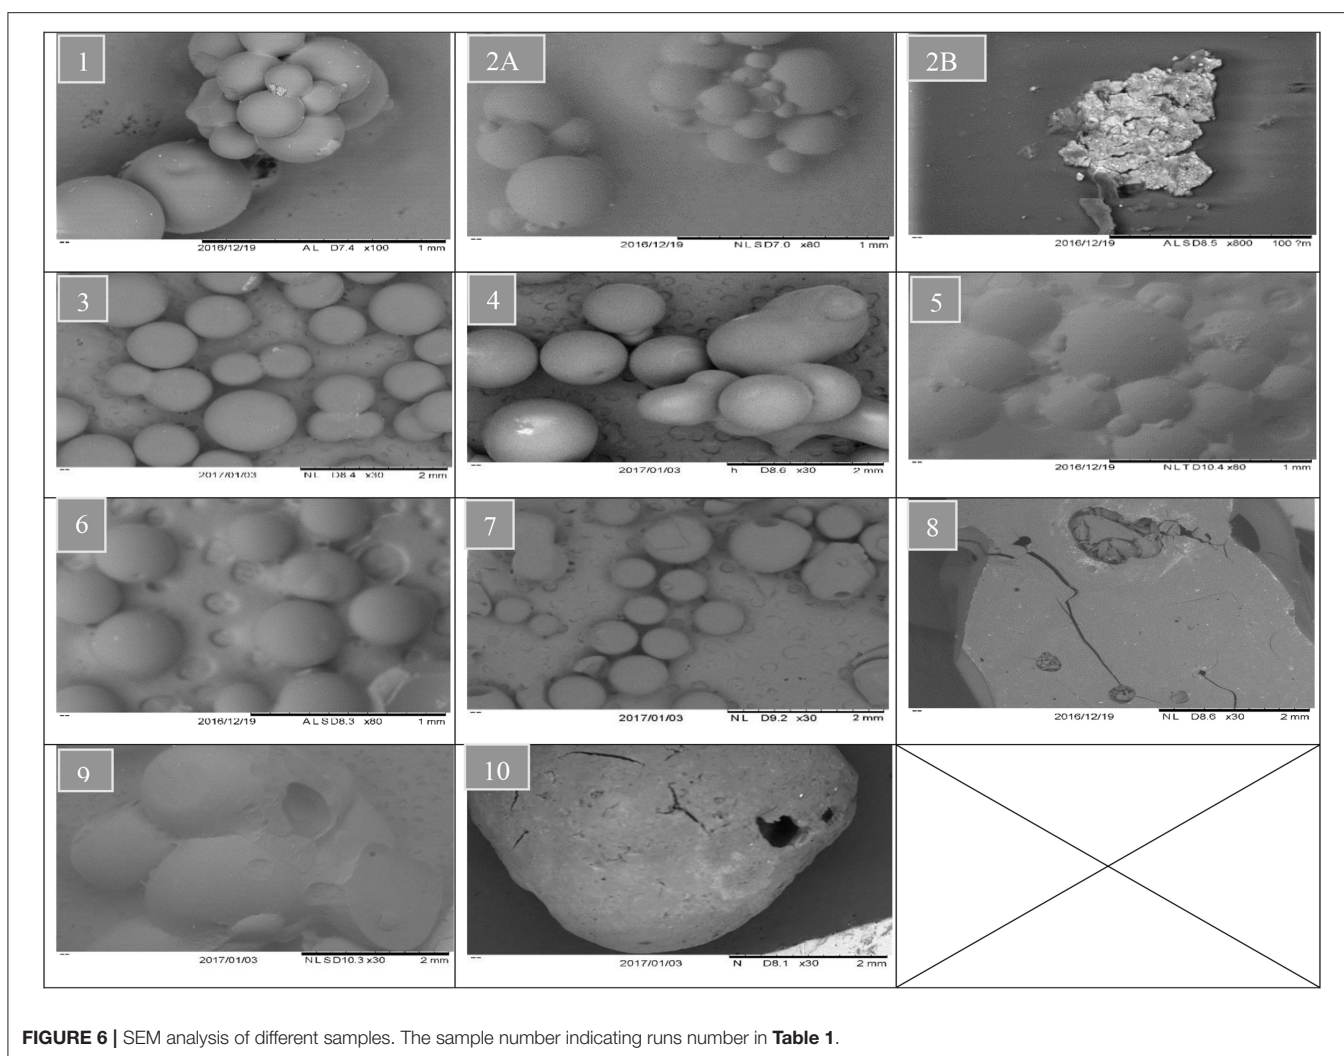 1
2016/12/19 AL D7.4 x100 1 mm
2A
2016/12/19 NLSD7.0 x80 1 mm
2B
2016/12/19 ALSD8.5 x800 100 ?m
3
2017/01/03 NL D8.4 x30 2 mm
4
2017/01/03 h D8.6 x30 2 mm
5
2016/12/19 NLTD10.4 x80 1 mm
6
2016/12/19 ALSD8.3 x80 1 mm
7
2017/01/03 NL D9.2 x30 2 mm
8
2016/12/19 NL D8.6 x30 2 mm
9
2017/01/03 NLSD10.3 x30 2 mm
10
2017/01/03 N D8.1 x30 2 mm
FIGURE 6 | SEM analysis of different samples. The sample number indicating runs number in Table 1.